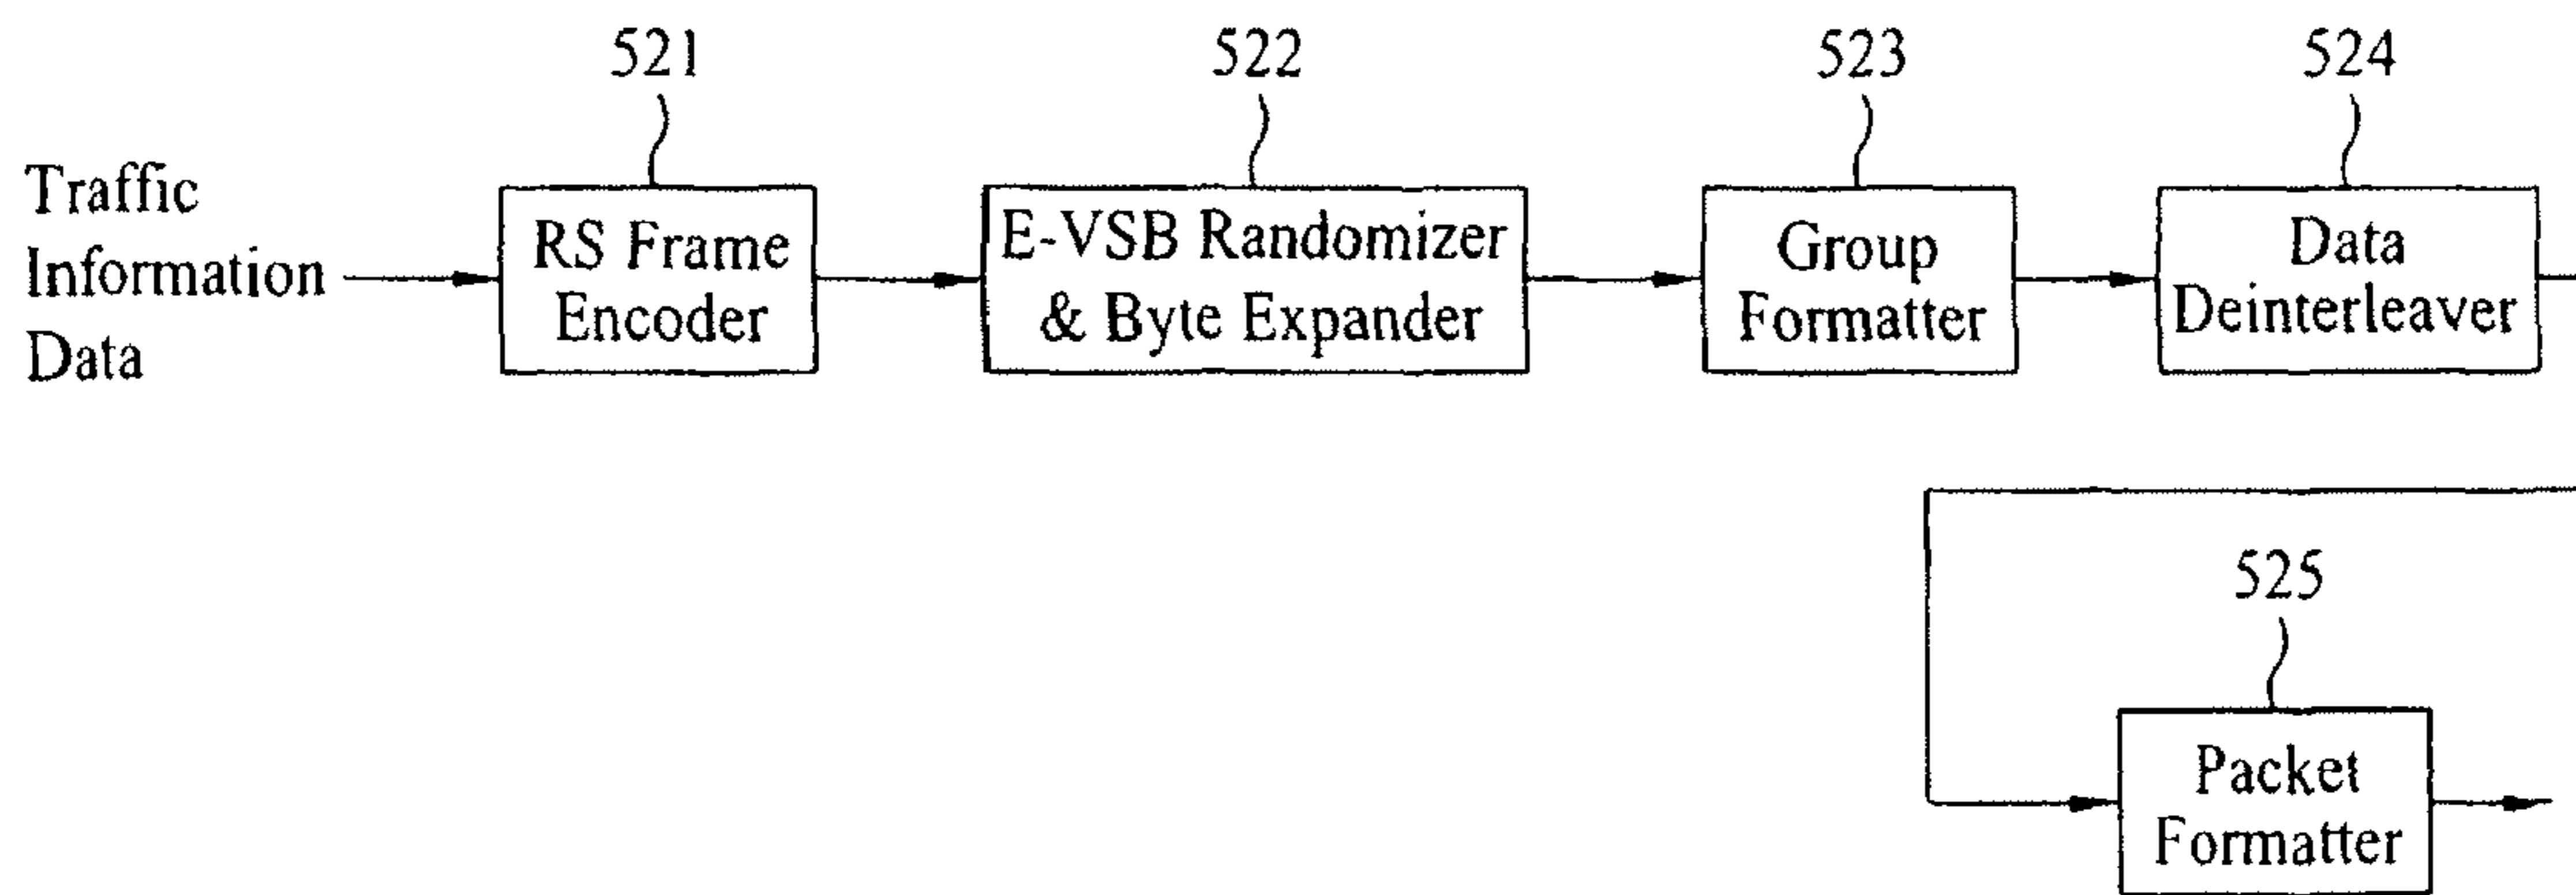 521
522
523
524
Traffic
Information
Data
RS Frame
Encoder
E-VSB Randomizer
& Byte Expander
Group
Formatter
Data
Deinterleaver
525
Packet
Formatter